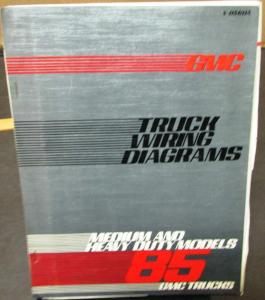 GMC
TRUCK
WIRING
DIAGRAMS
MEDIUM AND
HEAVY DUTY MODELS
85
GMC TRUCKS